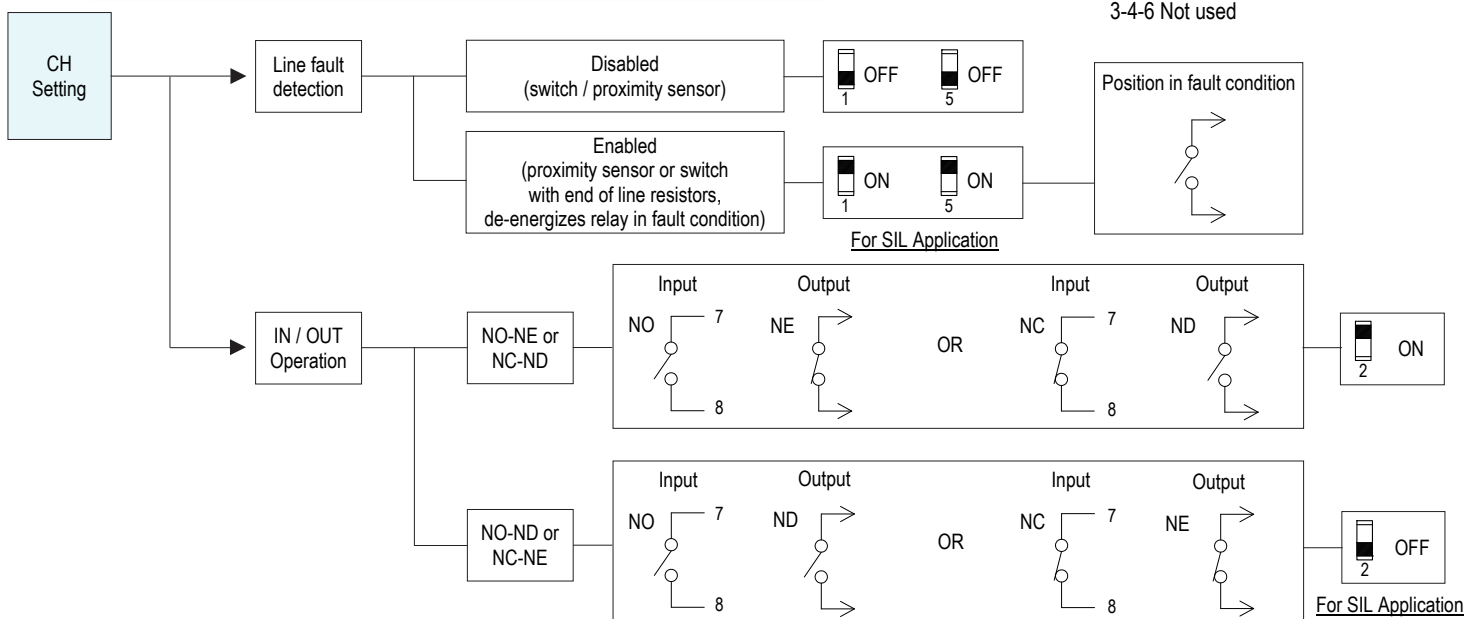 3-4-6 Not used
CH
Setting
Line fault
detection
Disabled
(switch / proximity sensor)
OFF
OFF
1
5
Enabled
(proximity sensor or switch
with end of line resistors,
de-energizes relay in fault condition)
ON
ON
1
5
For SIL Application
Position in fault condition
IN / OUT
Operation
NO-NE or
NC-ND
Input
Output
Input
Output
NO
7
NE
OR
NC
7
ND
8
8
ON
2
NO-ND or
NC-NE
Input
Output
Input
Output
NO
7
ND
OR
NC
7
NE
8
8
OFF
2
For SIL Application